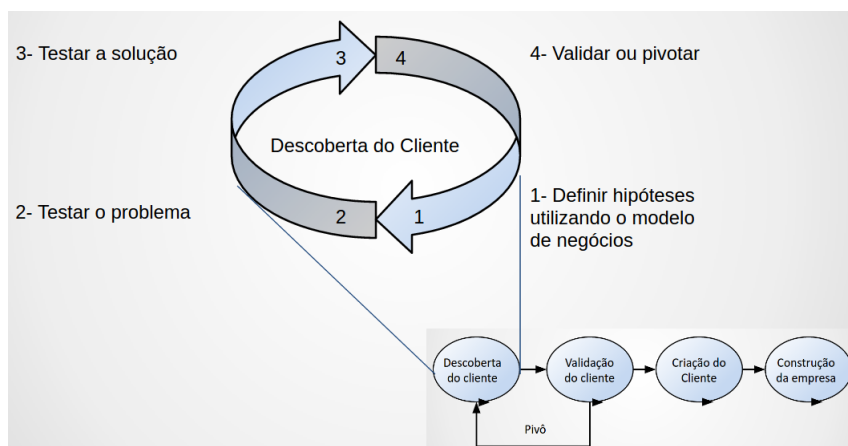 3- Testar a solução
3
4
4- Validar ou pivotar
Descoberta do Cliente
2- Testar o problema
2
1
1- Definir hipóteses
utilizando o modelo
de negócios
Descoberta
do cliente
Validação
do cliente
Criação do
Cliente
Construção
da empresa
Pivô